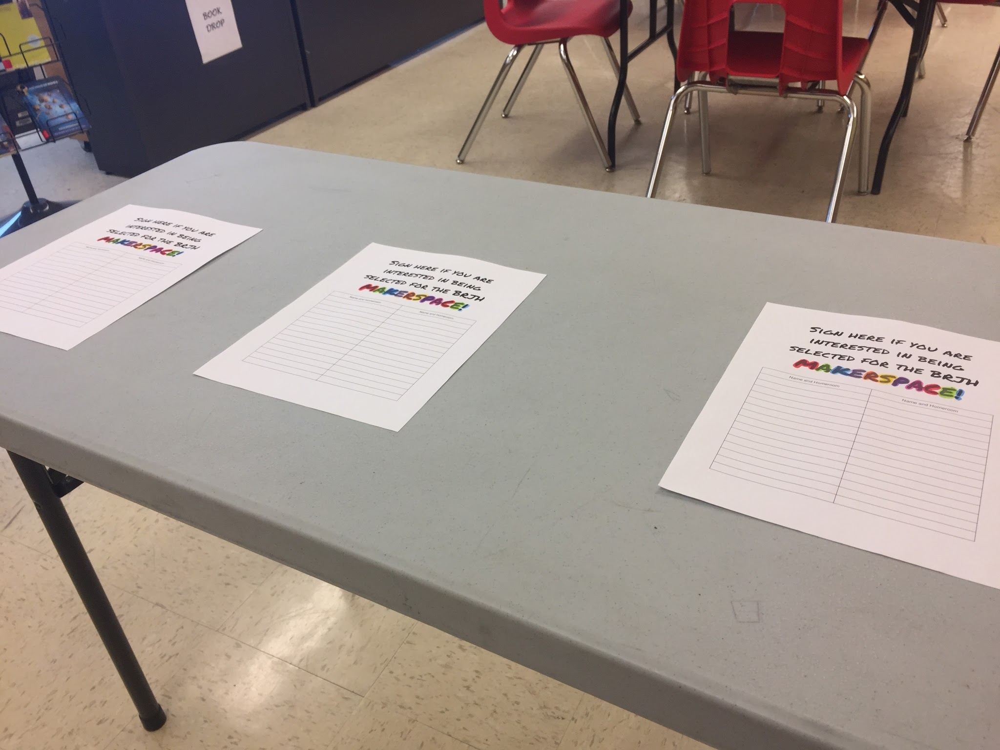 BOOK
DROP
SIGN HERE IF YOU ARE
INTERESTED IN BEING
SELECTED FOR THE BRJH
MAKERSPACE!
Name and Homeroom
Name and Homeroom
SIGN HERE IF YOU ARE
INTERESTED IN BEING
SELECTED FOR THE BRJH
MAKERSPACE!
Name and Homeroom
Name and Homeroom
SIGN HERE IF YOU ARE
INTERESTED IN BEING
SELECTED FOR THE BRJH
MAKERSPACE!
Name and Homeroom
Name and Homeroom